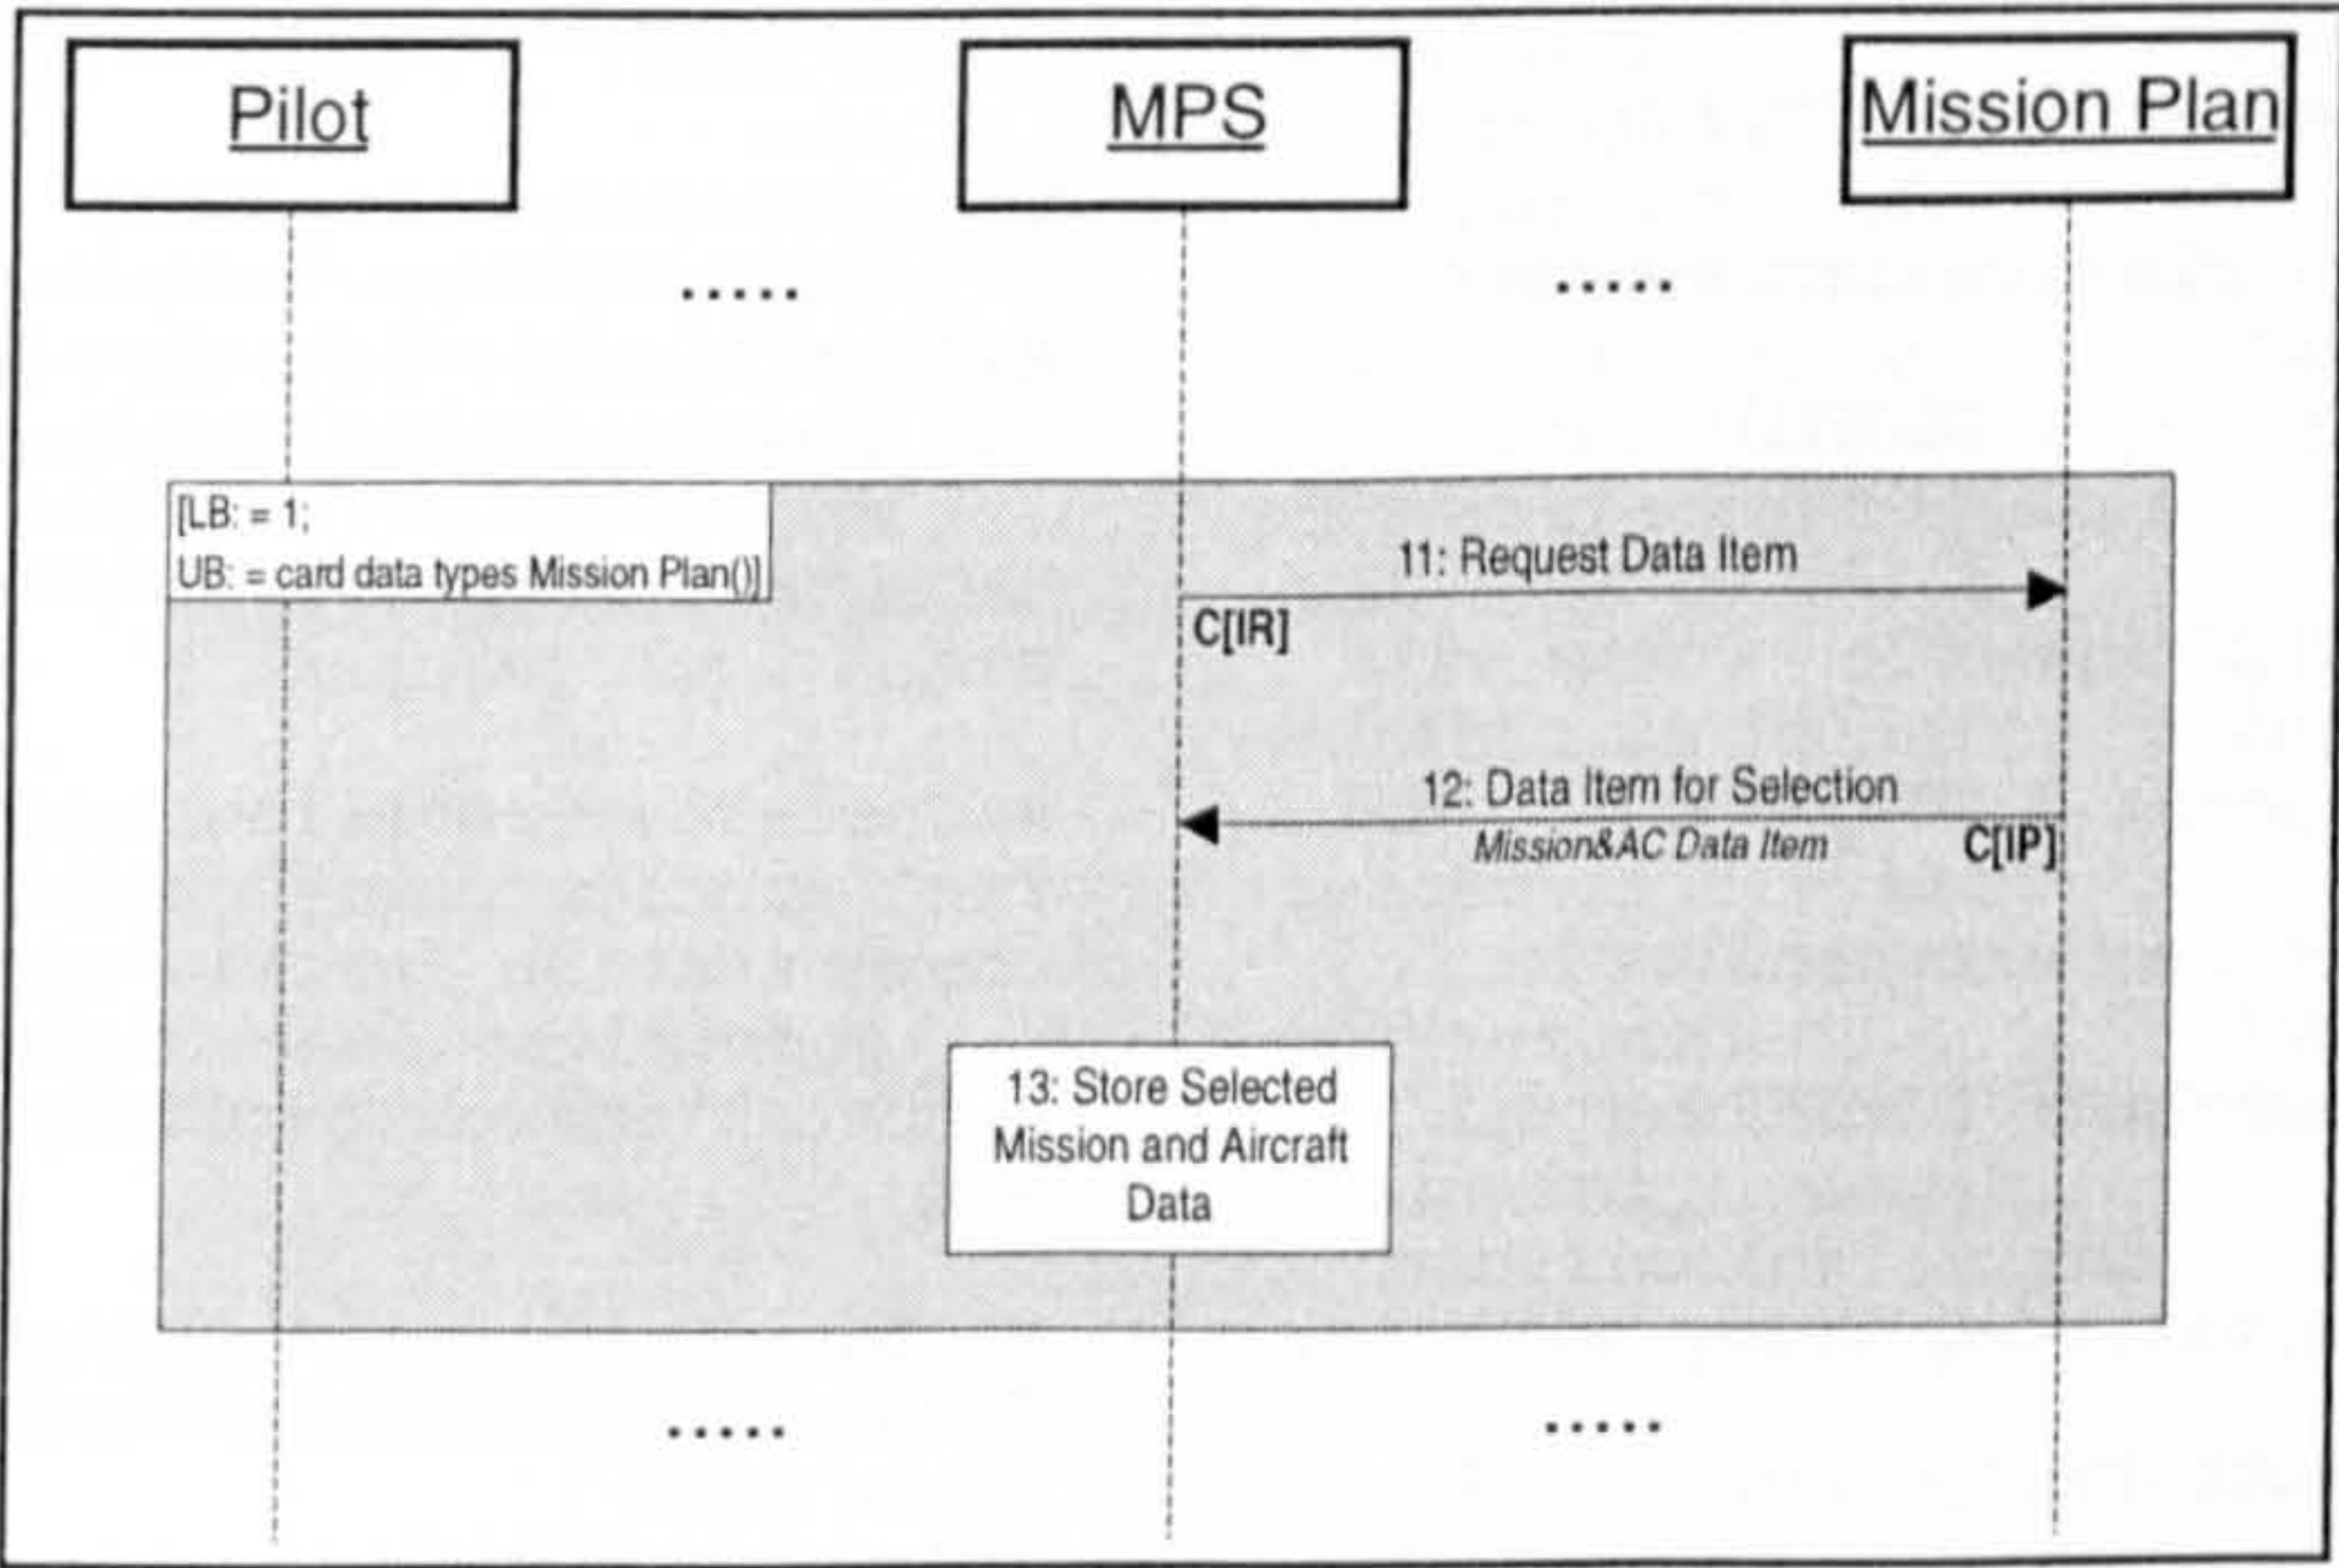 Pilot
MPS
Mission Plan
.....
.....
[LB: = 1;
UB: = card data types Mission Plan()]
11: Request Data Item
C[IR]
12: Data Item for Selection
Mission&AC Data Item
C[IP]
13: Store Selected
Mission and Aircraft
Data
.....
.....